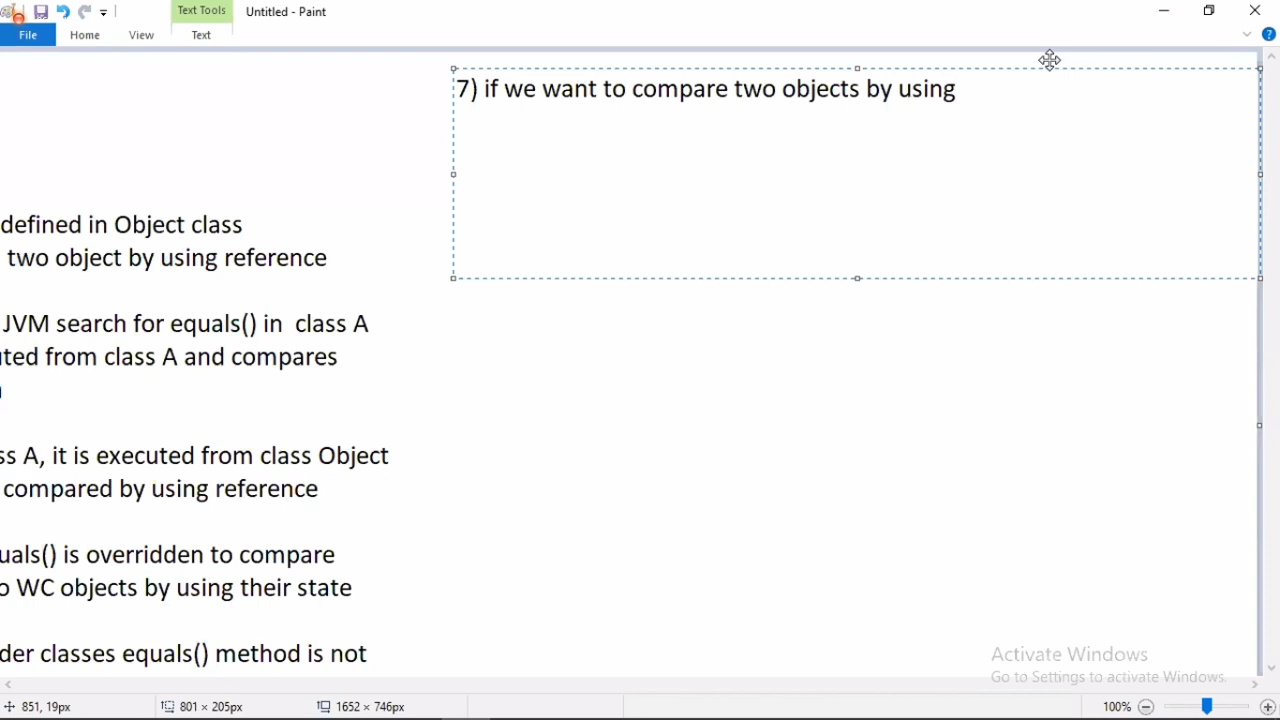 Text Tools
Untitled - Paint
File
Home
View
Text
7) if we want to compare two objects by using
defined in Object class
two object by using reference
JVM search for equals() in class A
from class A and compares
A, it is executed from class Object
compared by using reference
is overridden to compare
WC objects by using their state
classes equals() method is not
Activate Windows
Go to Settings to activate Windows.
851, 19px
801 × 205px
1652 × 746px
100%